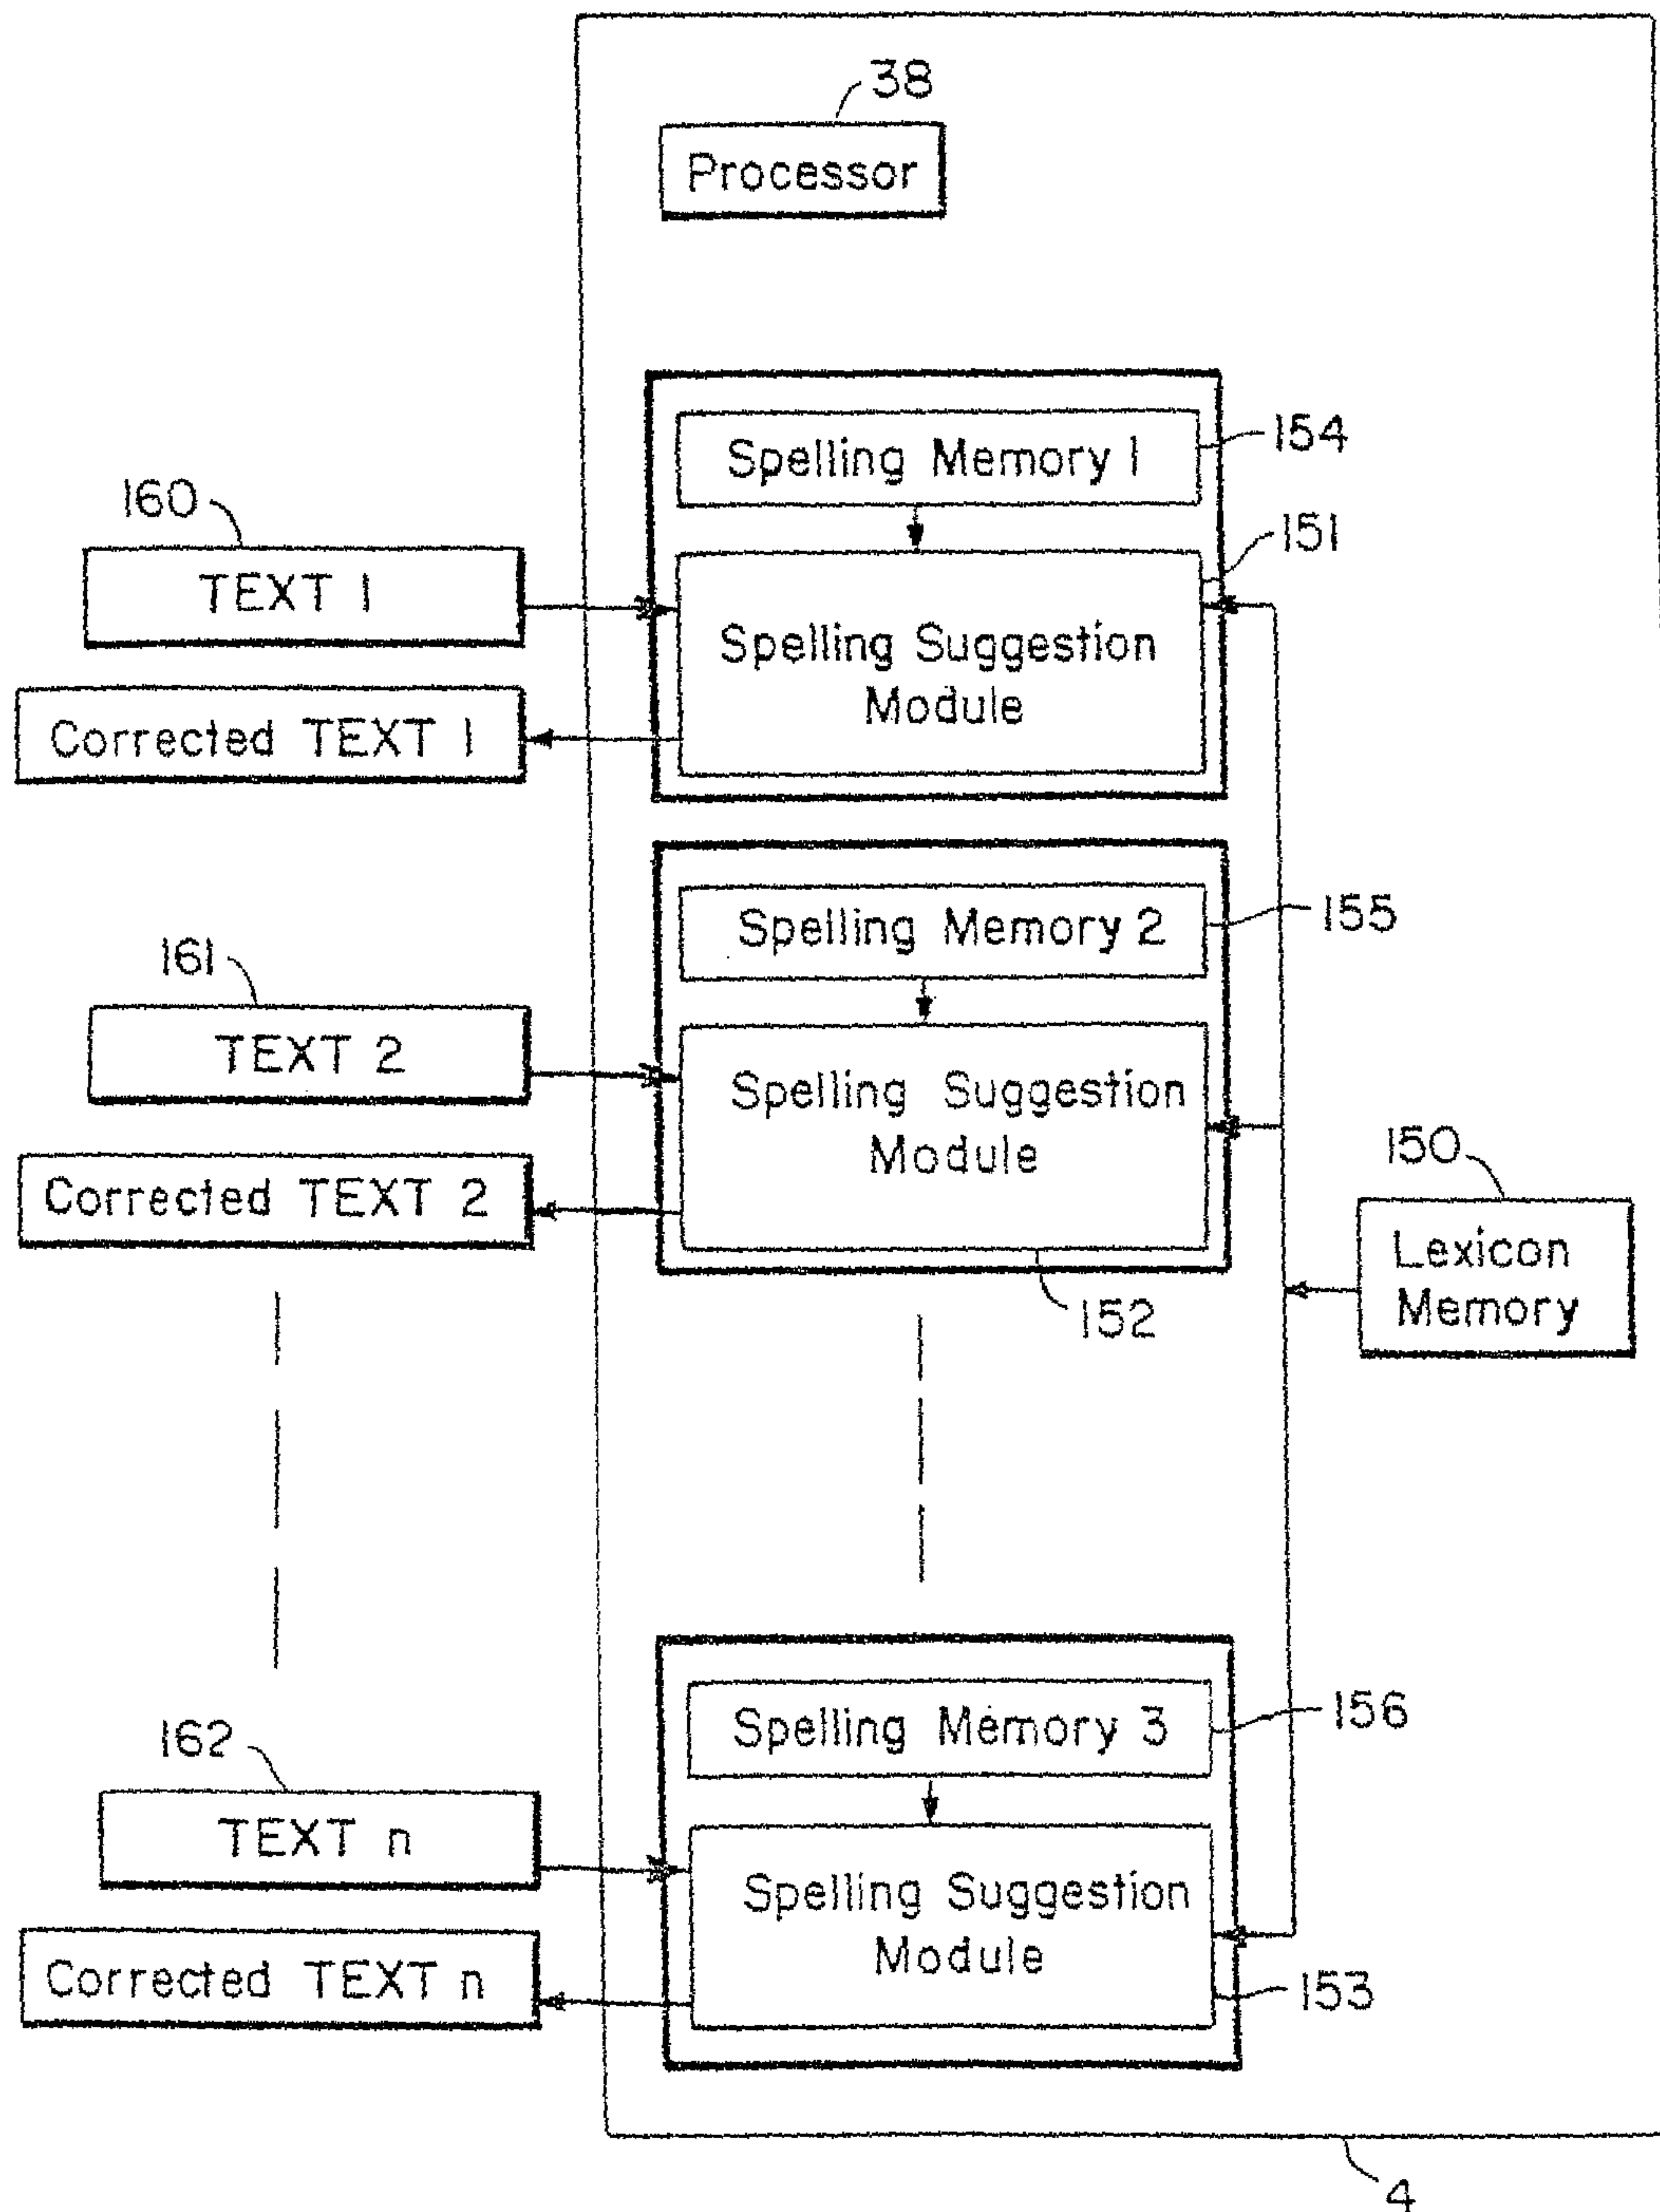 38
Processor
Spelling Memory 1
154
160
151
TEXT 1
Spelling Suggestion
Module
Corrected TEXT 1
Spelling Memory 2
155
161
TEXT 2
Spelling Suggestion
Module
150
Corrected TEXT 2
Lexicon
Memory
152
Spelling Memory 3
156
162
TEXT n
Spelling Suggestion
Module
Corrected TEXT n
153
4